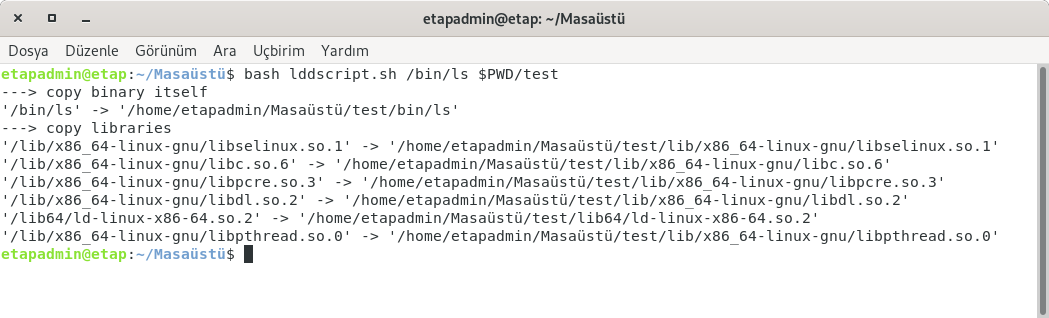 etapadmin@etap: ~/Masaüstü
Dosya Düzenle Görünüm Ara Uçbirim Yardım
etapadmin@etap:~/Masaüstü$ bash lddscript.sh /bin/ls $PWD/test
---> copy binary itself
'/bin/ls' -> '/home/etapadmin/Masaüstü/test/bin/ls'
---> copy libraries
'/lib/x86_64-linux-gnu/libselinux.so.1' -> '/home/etapadmin/Masaüstü/test/lib/x86_64-linux-gnu/libselinux.so.1'
'/lib/x86_64-linux-gnu/libc.so.6' -> '/home/etapadmin/Masaüstü/test/lib/x86_64-linux-gnu/libc.so.6'
'/lib/x86_64-linux-gnu/libpcre.so.3' -> '/home/etapadmin/Masaüstü/test/lib/x86_64-linux-gnu/libpcre.so.3'
'/lib/x86_64-linux-gnu/libdl.so.2' -> '/home/etapadmin/Masaüstü/test/lib/x86_64-linux-gnu/libdl.so.2'
'/lib64/ld-linux-x86-64.so.2' -> '/home/etapadmin/Masaüstü/test/lib64/ld-linux-x86-64.so.2'
'/lib/x86_64-linux-gnu/libpthread.so.0' -> '/home/etapadmin/Masaüstü/test/lib/x86_64-linux-gnu/libpthread.so.0'
etapadmin@etap:~/Masaüstü$